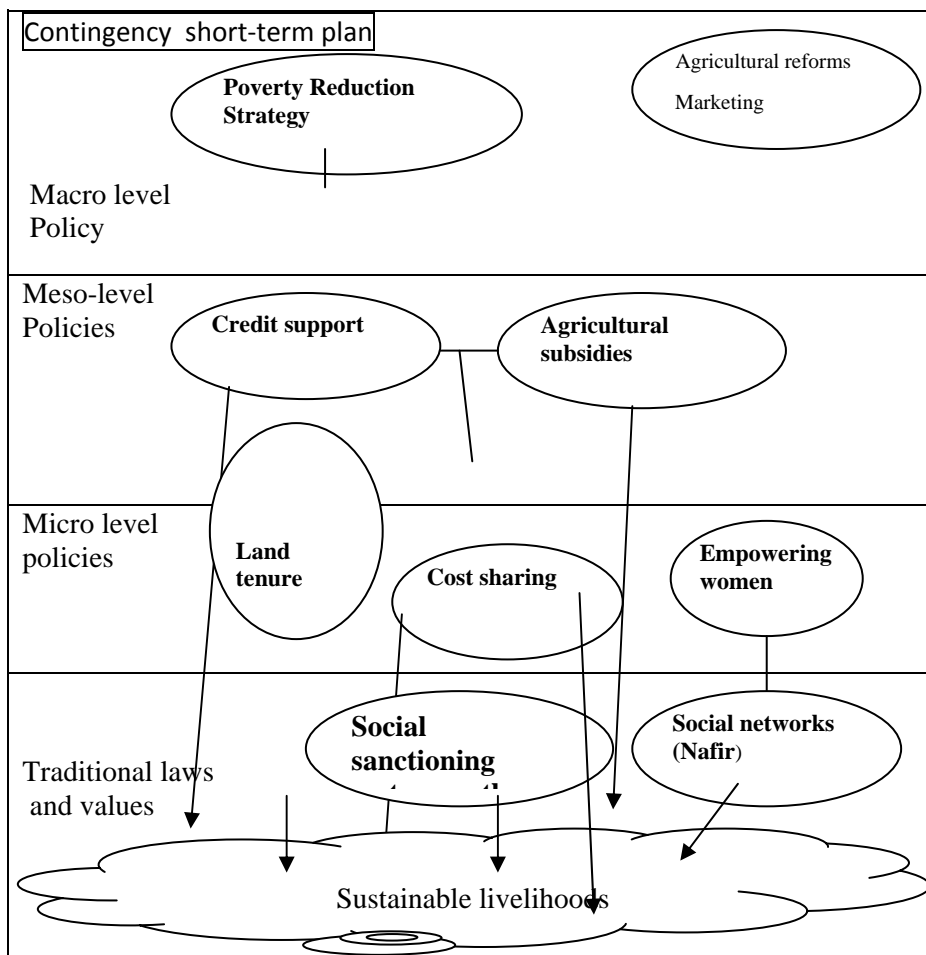 Contingency short-term plan
Poverty Reduction
Strategy
Agricultural reforms
Marketing
Macro level
Policy
Meso-level
Policies
Credit support
Agricultural
subsidies
Micro level
policies
Land
tenure
Cost sharing
Empowering
women
Social
sanctioning
Social networks
(Nafir)
Traditional laws
and values
Sustainable livelihoods